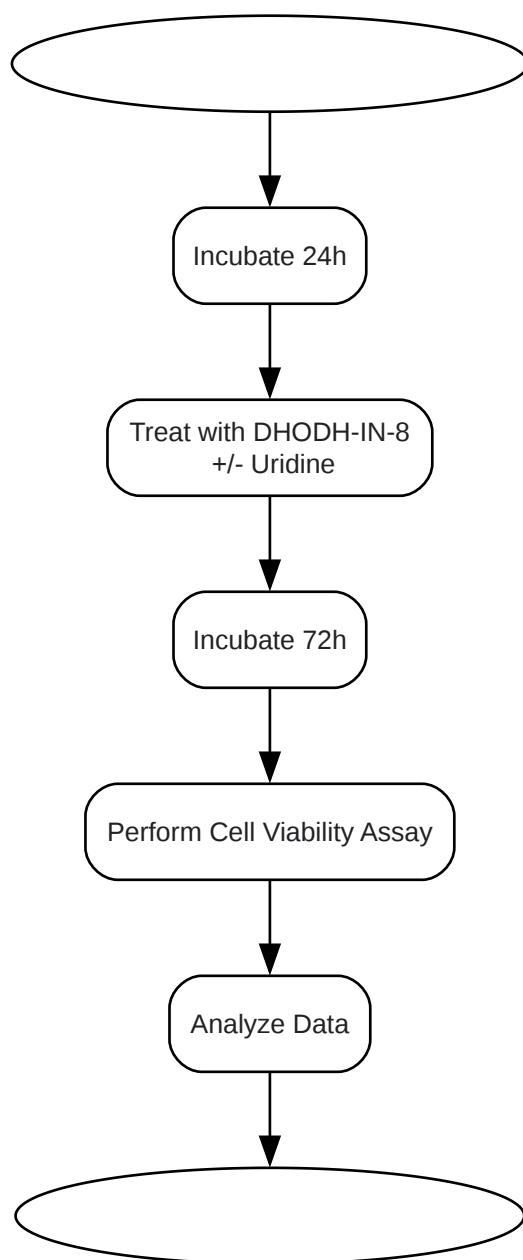 Incubate 24h
Treat with DHODH-IN-8
+/- Uridine
Incubate 72h
Perform Cell Viability Assay
Analyze Data